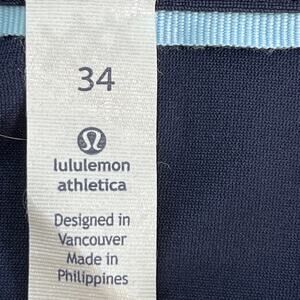 34
lululemon
athletica
Designed in
Vancouver
Made in
Philippines